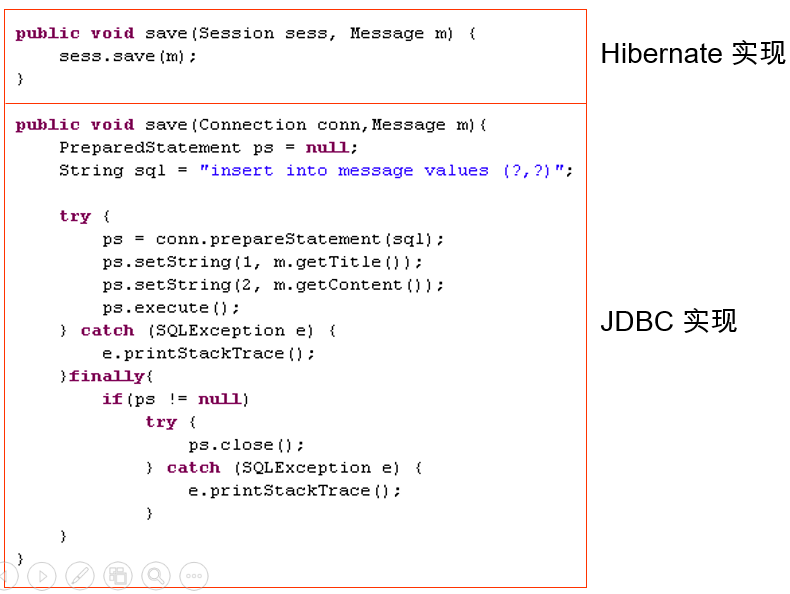 public void save(Session sess, Message m) {
    sess.save(m);
}
Hibernate 实现
public void save(Connection conn,Message m){
    PreparedStatement ps = null;
    String sql = "insert into message values (?,?)";
    try {
        ps = conn.prepareStatement(sql);
        ps.setString(1, m.getTitle());
        ps.setString(2, m.getContent());
        ps.execute();
    } catch (SQLException e) {
        e.printStackTrace();
    }finally{
        if(ps != null)
            try {
                ps.close();
            } catch (SQLException e) {
                e.printStackTrace();
            }
    }
}
JDBC 实现